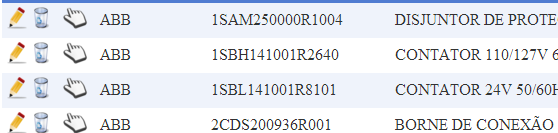 ABB 1SAM250000R1004 DISJUNTOR DE PROTE
ABB 1SBH141001R2640 CONTATOR 110/127V 6
ABB 1SBL141001R8101 CONTATOR 24V 50/60H
ABB 2CDS200936R001 BORNE DE CONEXÃO